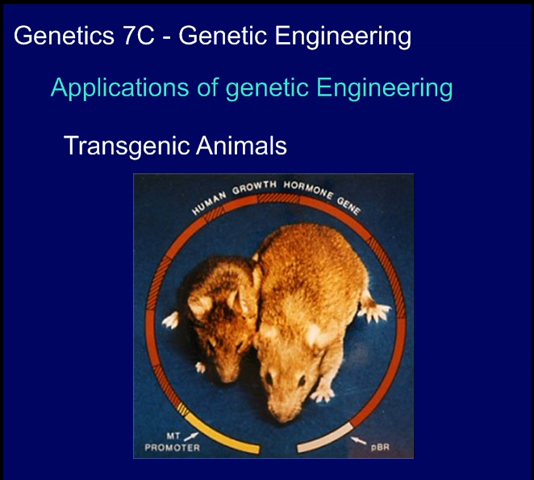 Genetics 7C - Genetic Engineering
Applications of genetic Engineering
Transgenic Animals
HUMAN GROWTH HORMONE GENE
MT
PROMOTER
pBR